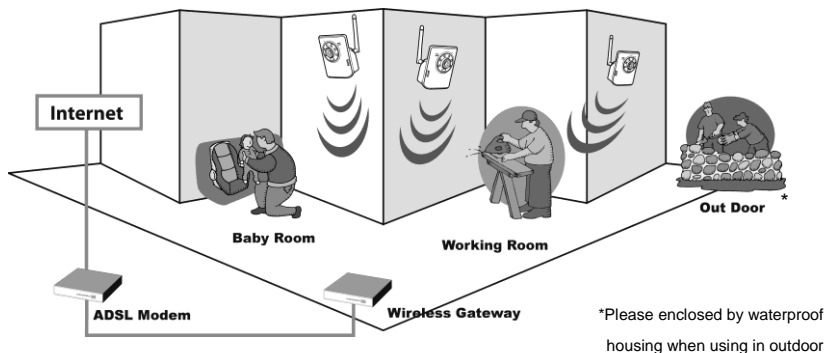 Internet
Baby Room
Working Room
Out Door *
ADSL Modem
Wireless Gateway
*Please enclosed by waterproof
housing when using in outdoor